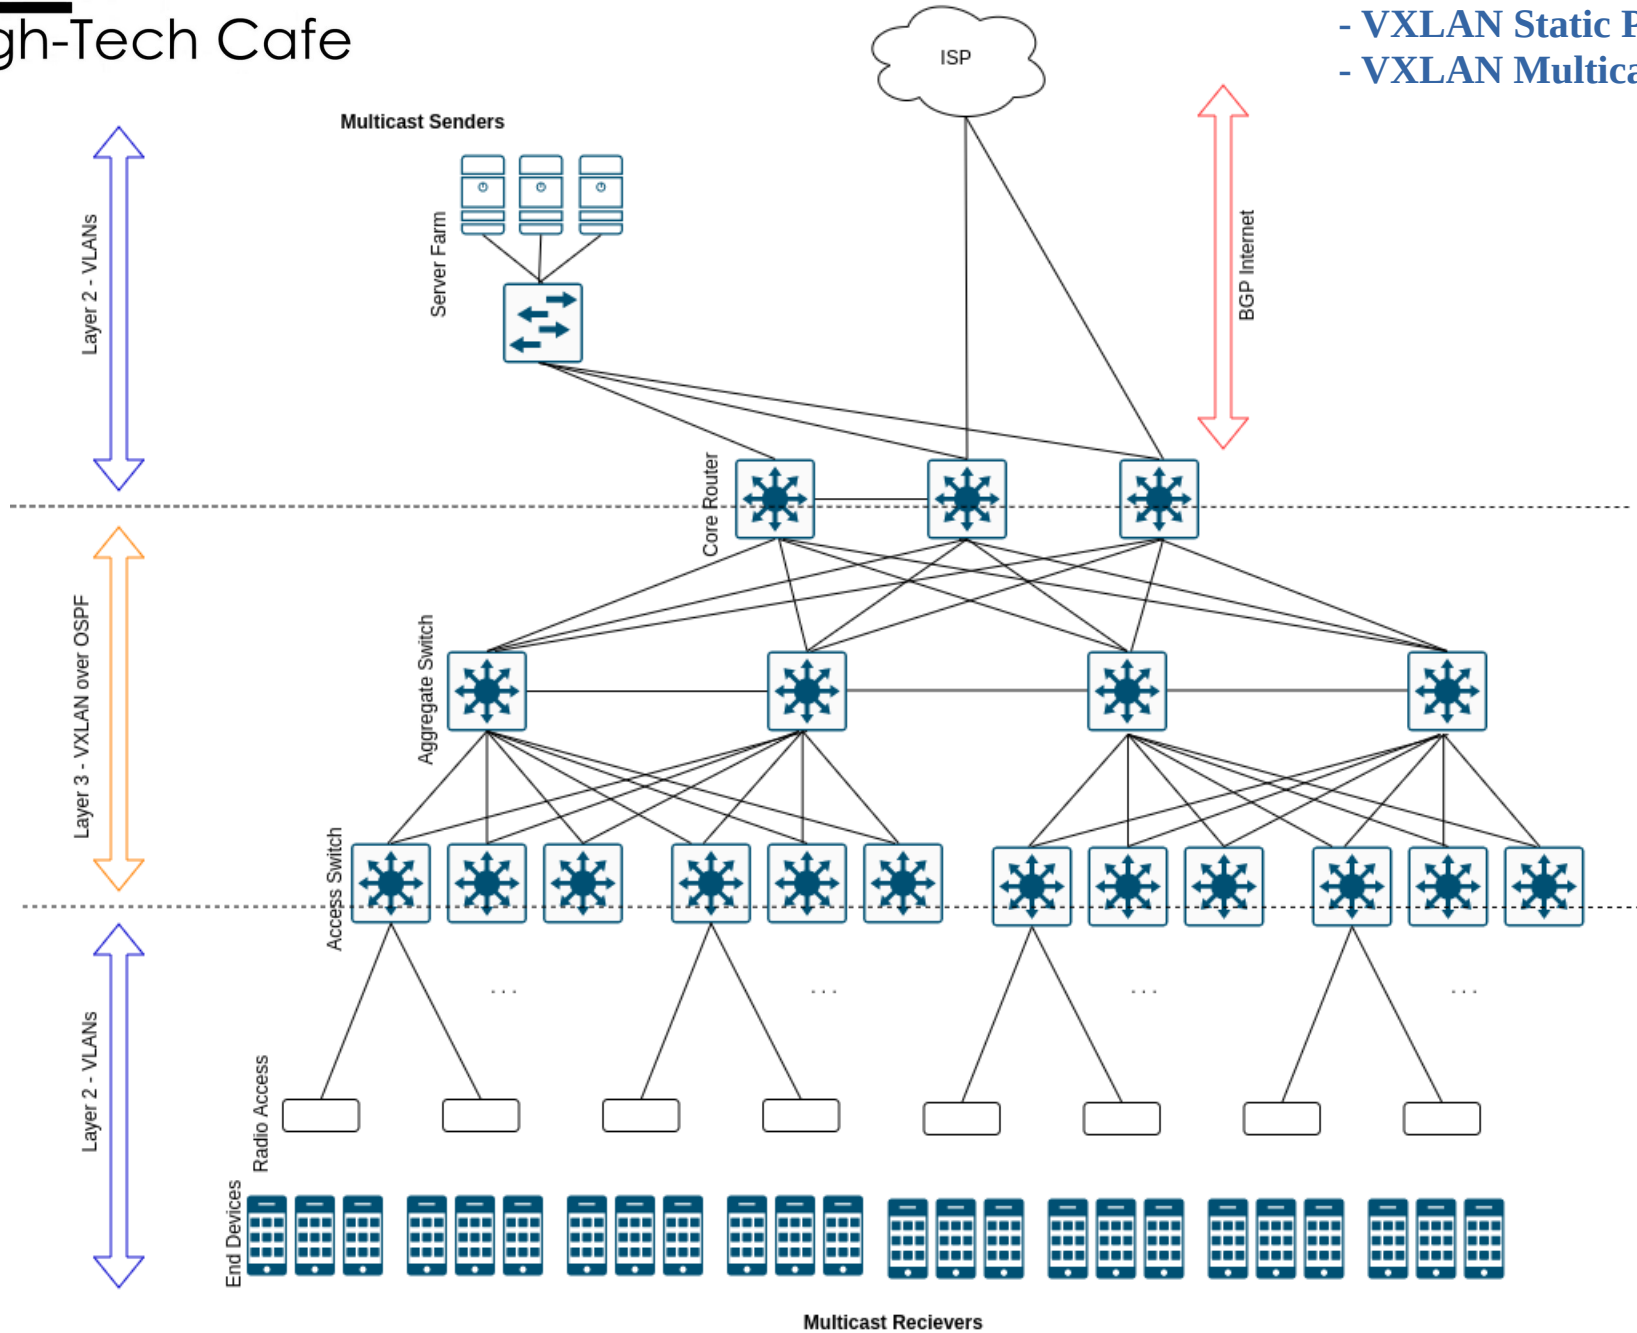 gh-Tech Cafe
- VXLAN Static
- VXLAN
ISP
Multicast Senders
Server Farm
Layer 2 - VLANs
BGP Internet
Core Router
Layer 3 - VXLAN over OSPF
Aggregate Switch
Access Switch
...
...
...
...
Layer 2 - VLANs
Radio Access
End Devices
Multicast Recievers